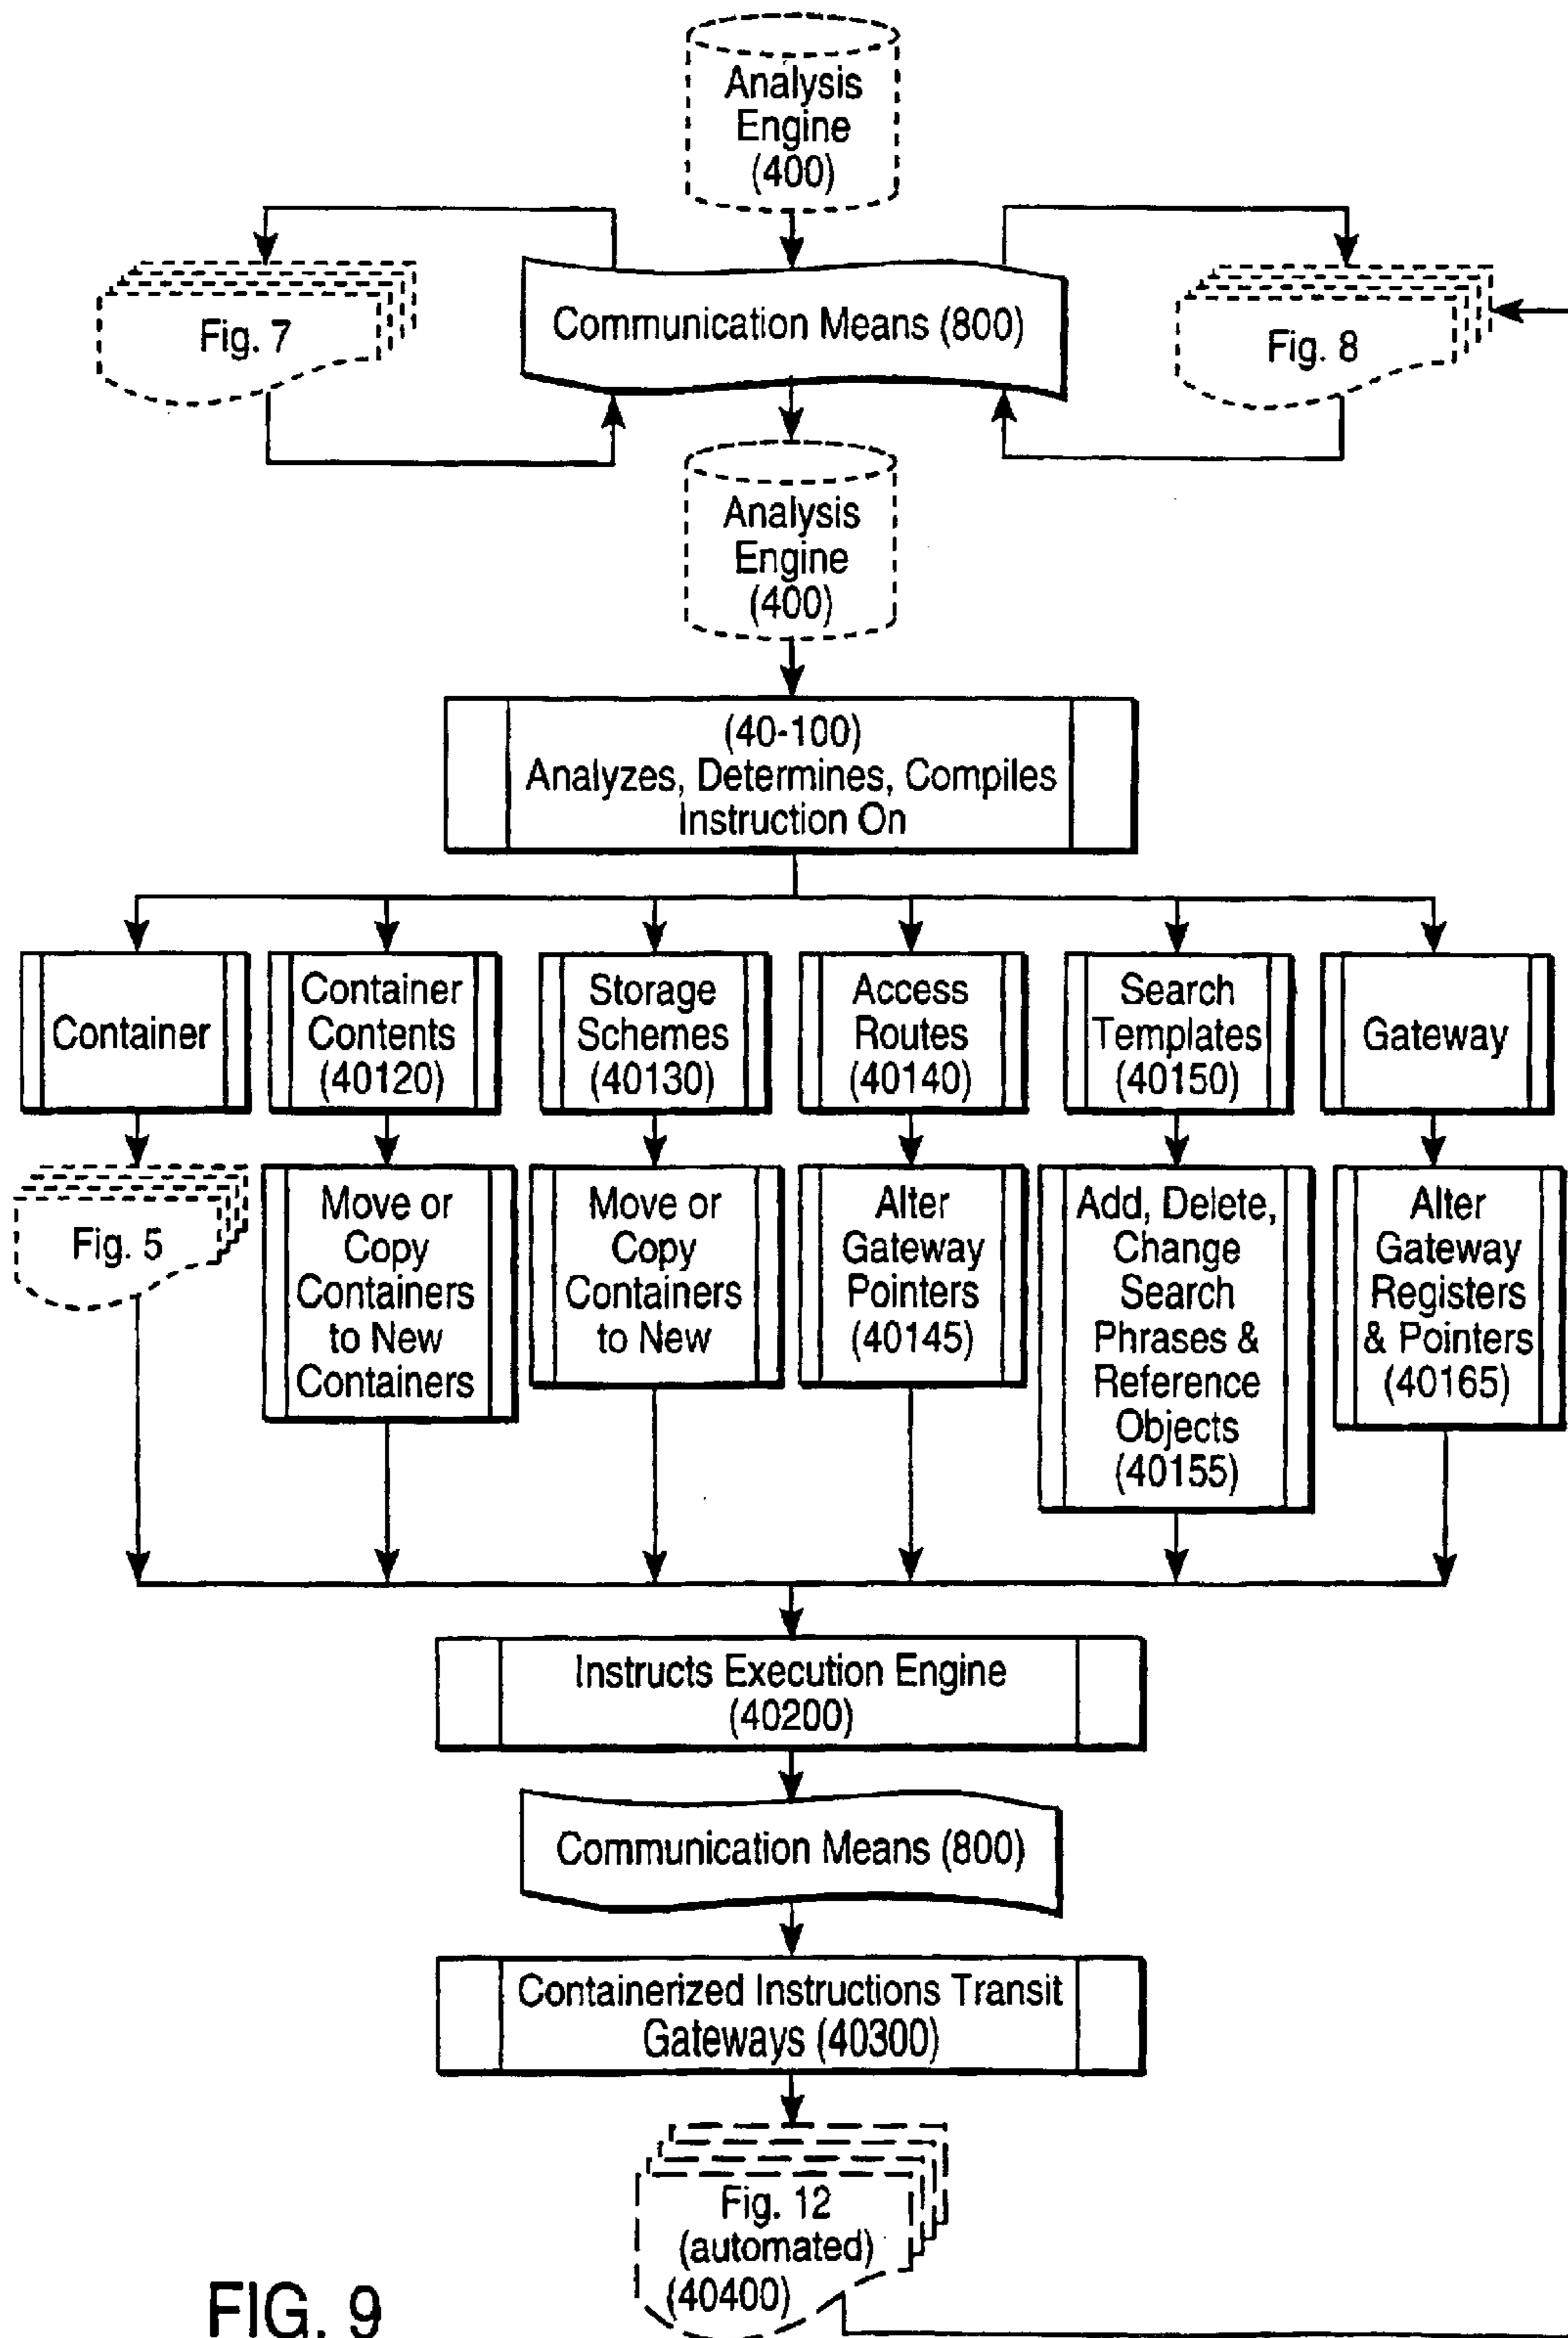 Analysis
Engine
(400)
Fig. 7
Communication Means (800)
Fig. 8
Analysis
Engine
(400)
(40-100)
Analyzes, Determines, Compiles
Instruction On
Container
Container
Contents
(40120)
Storage
Schemes
(40130)
Access
Routes
(40140)
Search
Templates
(40150)
Gateway
Fig. 5
Move or
Copy
Containers
to New
Containers
Move or
Copy
Containers
to New
Alter
Gateway
Pointers
(40145)
Add, Delete,
Change
Search
Phrases &
Reference
Objects
(40155)
Alter
Gateway
Registers
& Pointers
(40165)
Instructs Execution Engine
(40200)
Communication Means (800)
Containerized Instructions Transit
Gateways (40300)
Fig. 12
(automated)
(40400)
FIG. 9